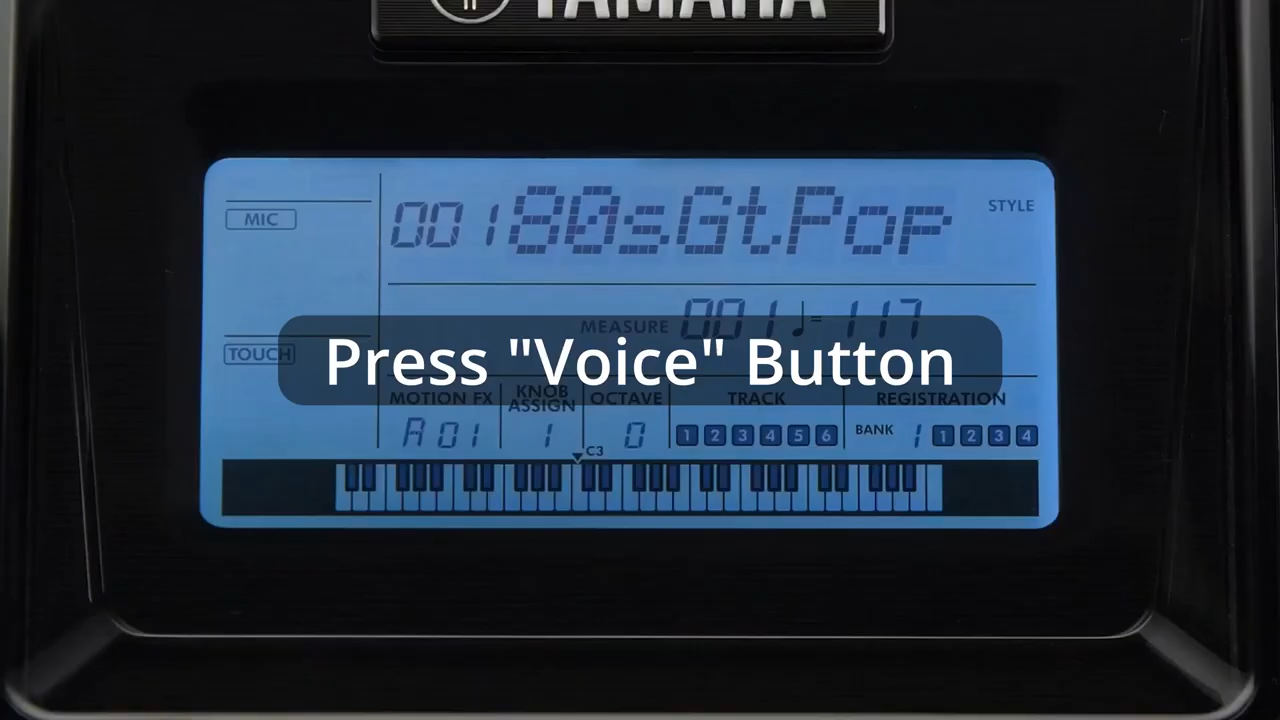 YAMAHA
MIC
001 80sGtPop STYLE
MEASURE 001 ♩= 117
TOUCH
Press "Voice" Button
MOTION FX KNOB ASSIGN OCTAVE TRACK REGISTRATION
A 01 1 0 1 2 3 4 5 6 BANK 1 1 2 3 4
C3